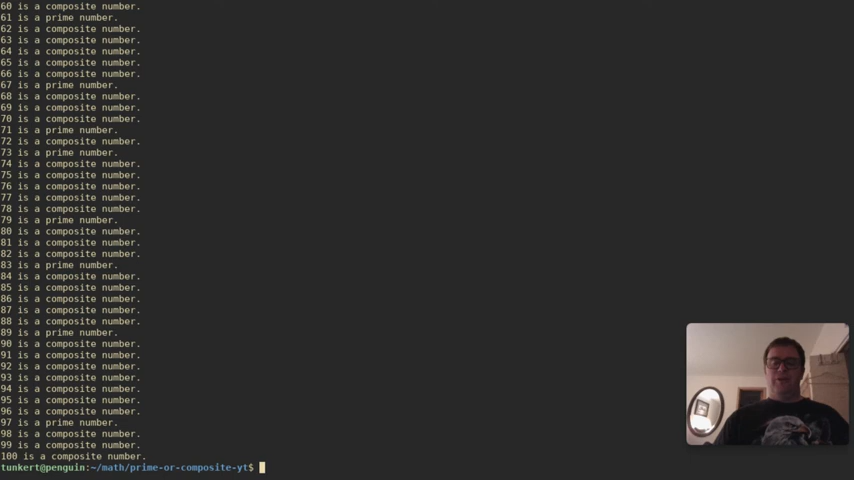 60 is a composite number.
61 is a prime number.
62 is a composite number.
63 is a composite number.
64 is a composite number.
65 is a composite number.
66 is a composite number.
67 is a prime number.
68 is a composite number.
69 is a composite number.
70 is a composite number.
71 is a prime number.
72 is a composite number.
73 is a prime number.
74 is a composite number.
75 is a composite number.
76 is a composite number.
77 is a composite number.
78 is a composite number.
79 is a prime number.
80 is a composite number.
81 is a composite number.
82 is a composite number.
83 is a prime number.
84 is a composite number.
85 is a composite number.
86 is a composite number.
87 is a composite number.
88 is a composite number.
89 is a prime number.
90 is a composite number.
91 is a composite number.
92 is a composite number.
93 is a composite number.
94 is a composite number.
95 is a composite number.
96 is a composite number.
97 is a prime number.
98 is a composite number.
99 is a composite number.
100 is a composite number.
tunkert@penguin:~/math/prime-or-composite-yt$